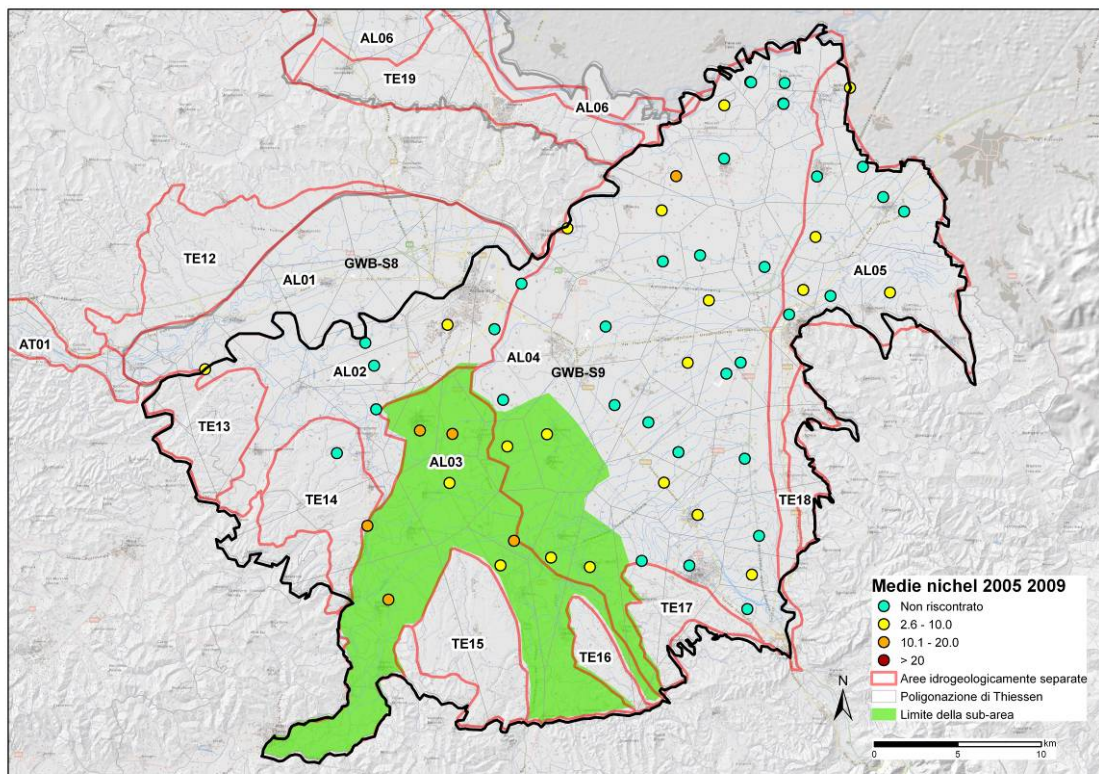 AL06
TE19
AL06
TE12
AL01
GWB-S8
AL05
AT01
AL02
AL04
GWB-S9
TE13
AL03
TE14
TE18
TE15
TE16
TE17
Medie nichel 2005 2009
Non riscontrato
2.6 - 10.0
10.1 - 20.0
> 20
Aree idrogeologicamente separate
Poligonazione di Thiessen
Limite della sub-area
N
km
0 5 10